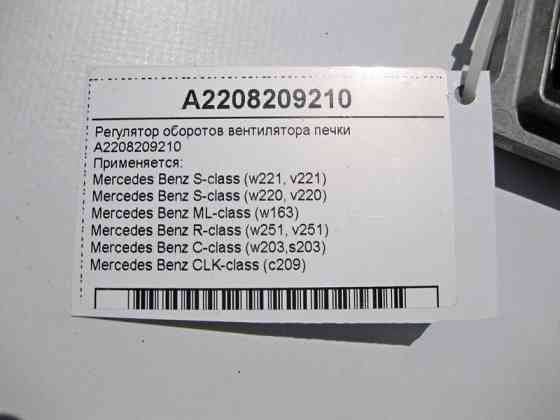 A2208209210
Регулятор оборотов вентилятора печки
A2208209210
Применяется:
Mercedes Benz S-class (w221, v221)
Mercedes Benz S-class (w220, v220)
Mercedes Benz ML-class (w163)
Mercedes Benz R-class (w251, v251)
Mercedes Benz C-class (w203,s203)
Mercedes Benz CLK-class (c209)